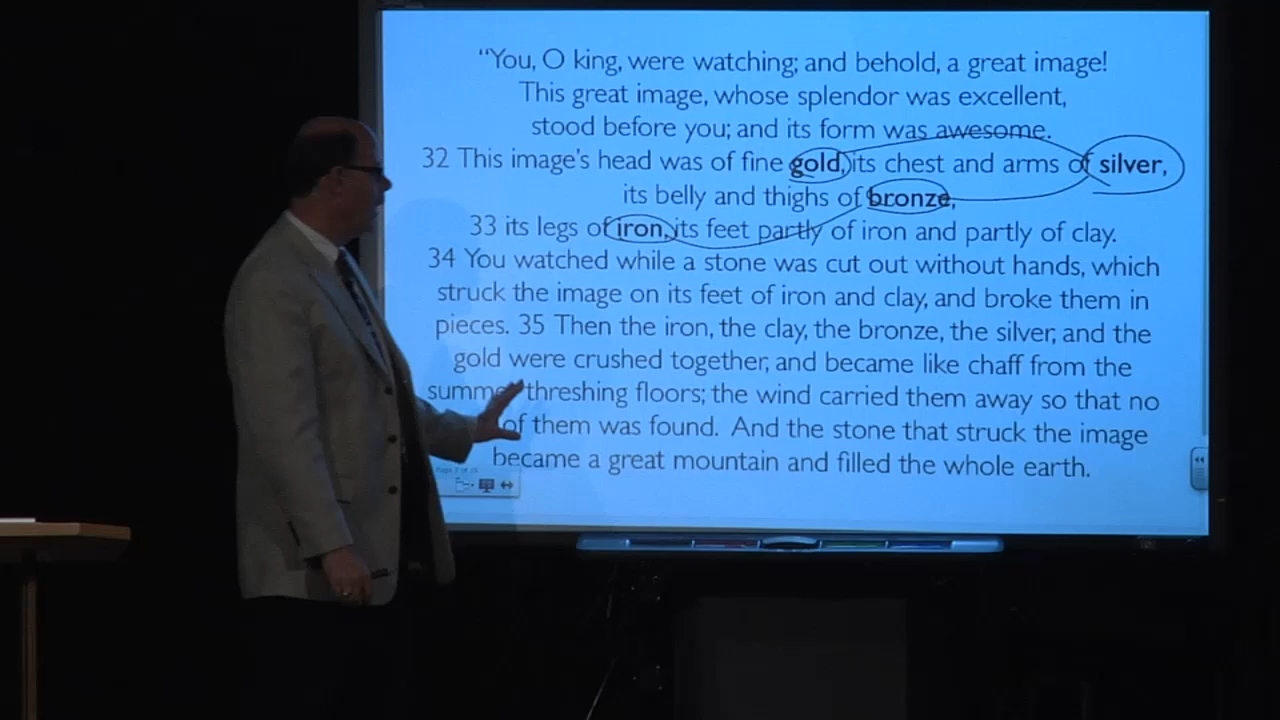 “You, O king, were watching; and behold, a great image!
This great image, whose splendor was excellent,
stood before you; and its form was awesome.
32 This image's head was of fine gold, its chest and arms of silver,
its belly and thighs of bronze,
33 its legs of iron, its feet partly of iron and partly of clay.
34 You watched while a stone was cut out without hands, which
struck the image on its feet of iron and clay, and broke them in
pieces. 35 Then the iron, the clay, the bronze, the silver, and the
gold were crushed together, and became like chaff from the
threshing floors; the wind carried them away so that no
of them was found. And the stone that struck the image
became a great mountain and filled the whole earth.